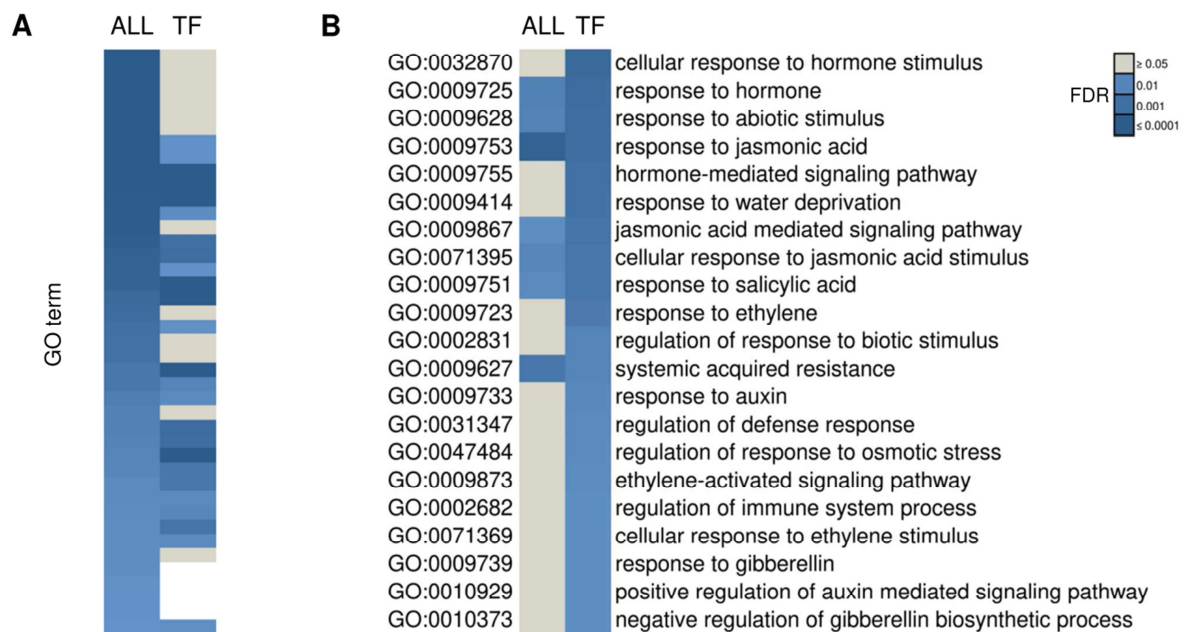 A
ALL TF
GO term
B
ALL TF
GO:0032870 cellular response to hormone stimulus
GO:0009725 response to hormone
GO:0009628 response to abiotic stimulus
GO:0009753 response to jasmonic acid
GO:0009755 hormone-mediated signaling pathway
GO:0009414 response to water deprivation
GO:0009867 jasmonic acid mediated signaling pathway
GO:0071395 cellular response to jasmonic acid stimulus
GO:0009751 response to salicylic acid
GO:0009723 response to ethylene
GO:0002831 regulation of response to biotic stimulus
GO:0009627 systemic acquired resistance
GO:0009733 response to auxin
GO:0031347 regulation of defense response
GO:0047484 regulation of response to osmotic stress
GO:0009873 ethylene-activated signaling pathway
GO:0002682 regulation of immune system process
GO:0071369 cellular response to ethylene stimulus
GO:0009739 response to gibberellin
GO:0010929 positive regulation of auxin mediated signaling pathway
GO:0010373 negative regulation of gibberellin biosynthetic process
FDR
≥ 0.05
0.01
0.001
≤ 0.0001